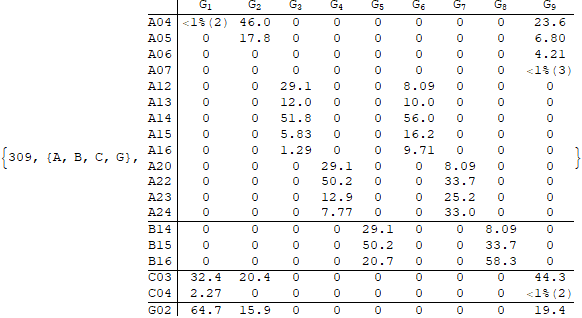 G1 G2 G3 G4 G5 G6 G7 G8 G9
A04 <1%(2) 46.0 0 0 0 0 0 0 23.6
A05 0 17.8 0 0 0 0 0 0 6.80
A06 0 0 0 0 0 0 0 0 4.21
A07 0 0 0 0 0 0 0 0 <1%(3)
A12 0 0 29.1 0 0 8.09 0 0 0
A13 0 0 12.0 0 0 10.0 0 0 0
A14 0 0 51.8 0 0 56.0 0 0 0
A15 0 0 5.83 0 0 16.2 0 0 0
{309, {A, B, C, G}, A16 0 0 1.29 0 0 9.71 0 0 0 }
A20 0 0 0 29.1 0 0 8.09 0 0
A22 0 0 0 50.2 0 0 33.7 0 0
A23 0 0 0 12.9 0 0 25.2 0 0
A24 0 0 0 7.77 0 0 33.0 0 0
B14 0 0 0 0 29.1 0 0 8.09 0
B15 0 0 0 0 50.2 0 0 33.7 0
B16 0 0 0 0 20.7 0 0 58.3 0
C03 32.4 20.4 0 0 0 0 0 0 44.3
C04 2.27 0 0 0 0 0 0 0 <1%(2)
G02 64.7 15.9 0 0 0 0 0 0 19.4